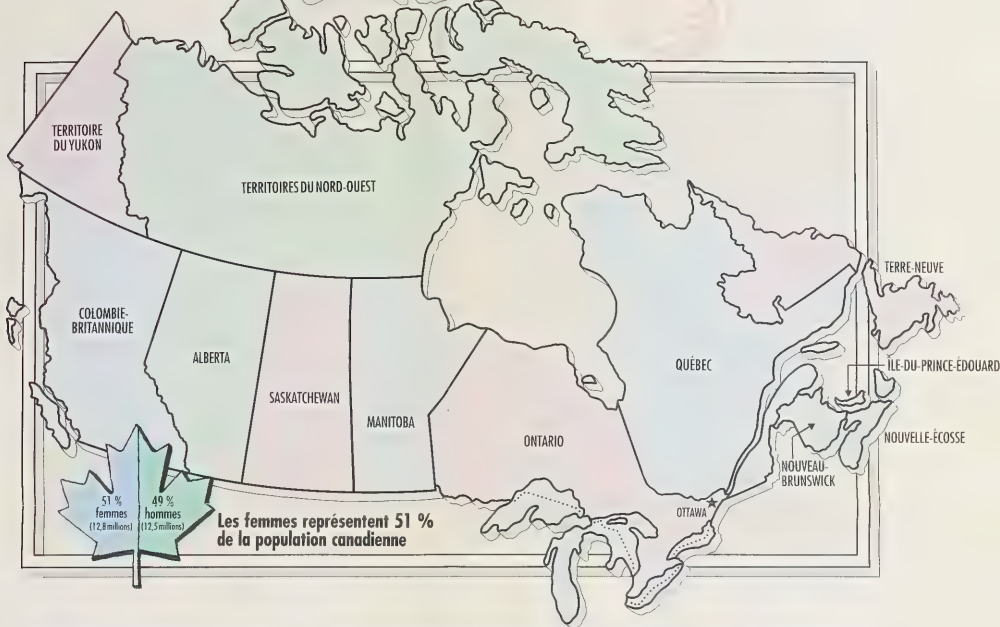 TERRITOIRE
DU YUKON
TERRITOIRES DU NORD-OUEST
TERRE-NEUVE
COLOMBIE-
BRITANNIQUE
ALBERTA
SASKATCHEWAN
MANITOBA
ONTARIO
QUÉBEC
ILE-DU-PRINCE-ÉDOUARD
NOUVELLE-ÉCOSSE
NOUVEAU-
BRUNSWICK
OTTAWA
51 %
femmes
(12,8 millions)
49 %
hommes
(12,5 millions)
Les femmes représentent 51 %
de la population canadienne